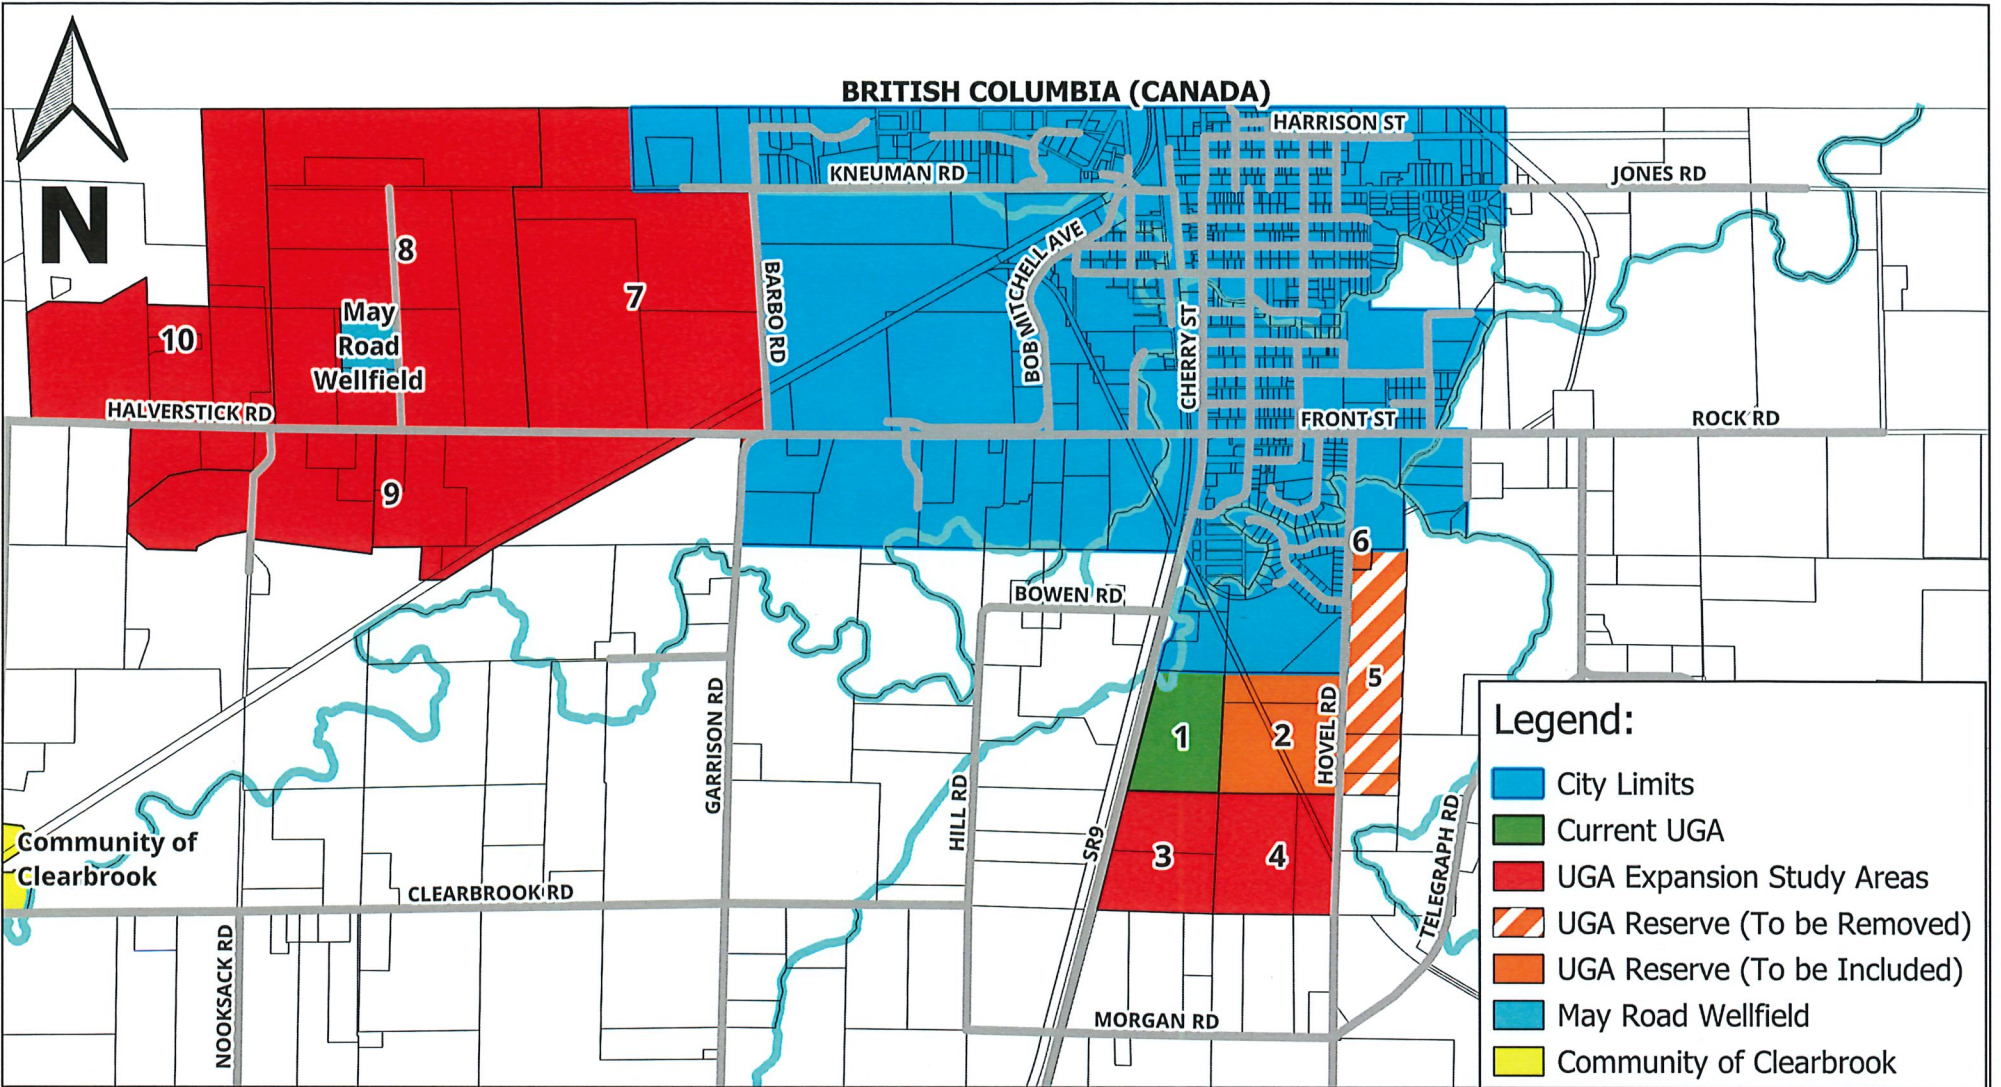 BRITISH COLUMBIA (CANADA)
HARRISON ST
KNEUMAN RD
JONES RD
N
8
7
May
Road
Wellfield
10
BARBO RD
BOB MITCHELL AVE
CHERRY ST
HALVERSTICK RD
FRONT ST
ROCK RD
9
6
BOWEN RD
5
1
2
HOVEL RD
GARRISON RD
HILL RD
SR9
3
4
TELEGRAPH RD
Community of
Clearbrook
CLEARBROOK RD
NOOKSACK RD
MORGAN RD
Legend:
City Limits
Current UGA
UGA Expansion Study Areas
UGA Reserve (To be Removed)
UGA Reserve (To be Included)
May Road Wellfield
Community of Clearbrook